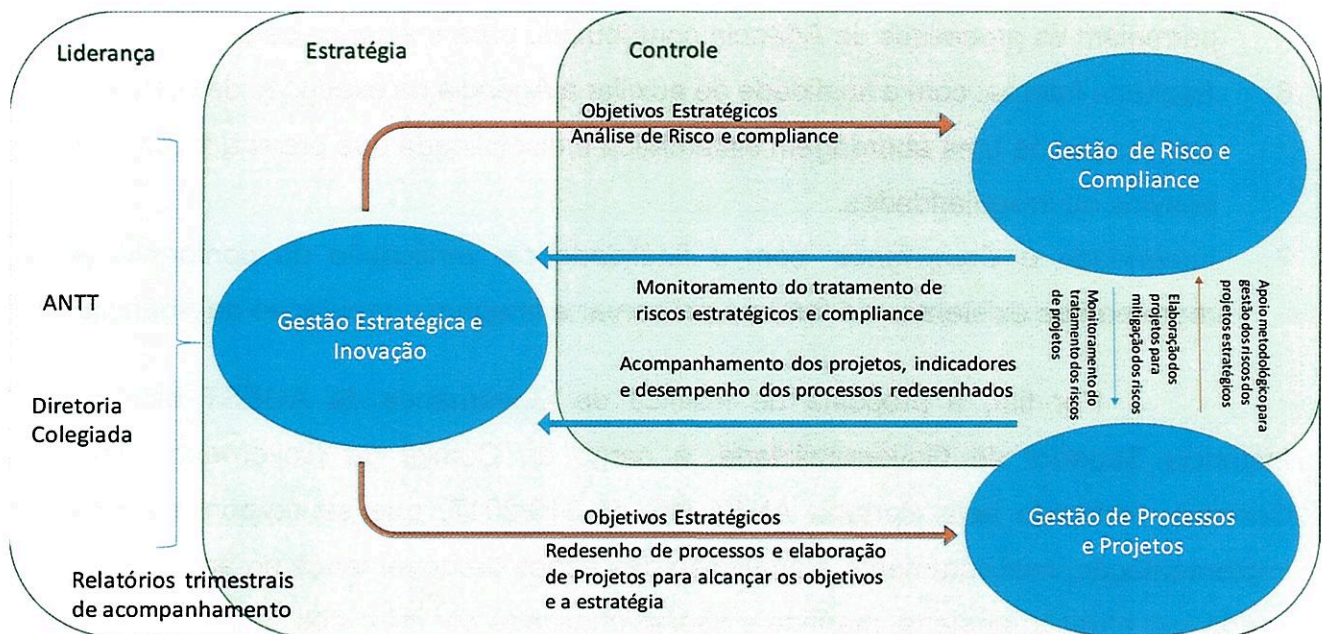 Liderança
Estratégia
Controle
Objetivos Estratégicos
Análise de Risco e compliance
Gestão de Risco e
Compliance
ANTT
Gestão Estratégica e
Inovação
Monitoramento do tratamento de
riscos estratégicos e compliance
Acompanhamento dos projetos, indicadores
e desempenho dos processos redesenhados
Monitoramento do
tratamento dos riscos
de projetos
Elaboração dos
projetos para
mitigação dos riscos
Apoio metodológico para
gestão dos riscos dos
projetos estratégicos
Diretoria
Colegiada
Objetivos Estratégicos
Redesenho de processos e elaboração
de Projetos para alcançar os objetivos
e a estratégia
Gestão de Processos
e Projetos
Relatórios trimestrais
de acompanhamento